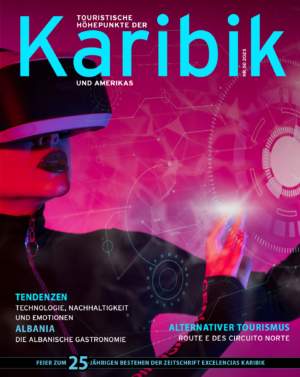 TOURISTISCHE
HÖHEPUNKTE DER
Karibik
UND AMERIKAS
NR.50 2023
TENDENZEN
TECHNOLOGIE, NACHHALTIGKEIT
UND EMOTIONEN
ALBANIA
DIE ALBANISCHE GASTRONOMIE
ALTERNATIVER TOURISMUS
ROUTE E DES CIRCUITO NORTE
FEIER ZUM 25 JÄHRIGEN BESTEHEN DER ZEITSCHRIFT EXCELENCIAS KARIBIK